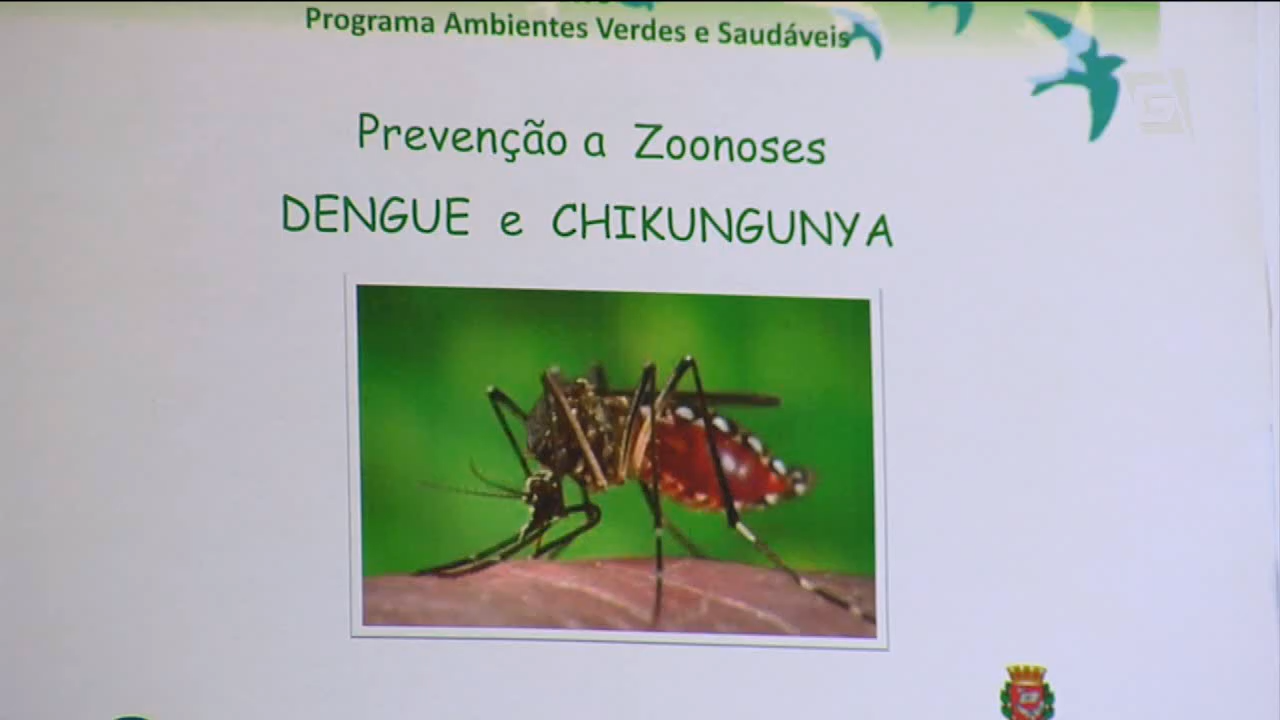 Programa Ambientes Verdes e Saudáveis
Prevenção a Zoonoses
DENGUE e CHIKUNGUNYA